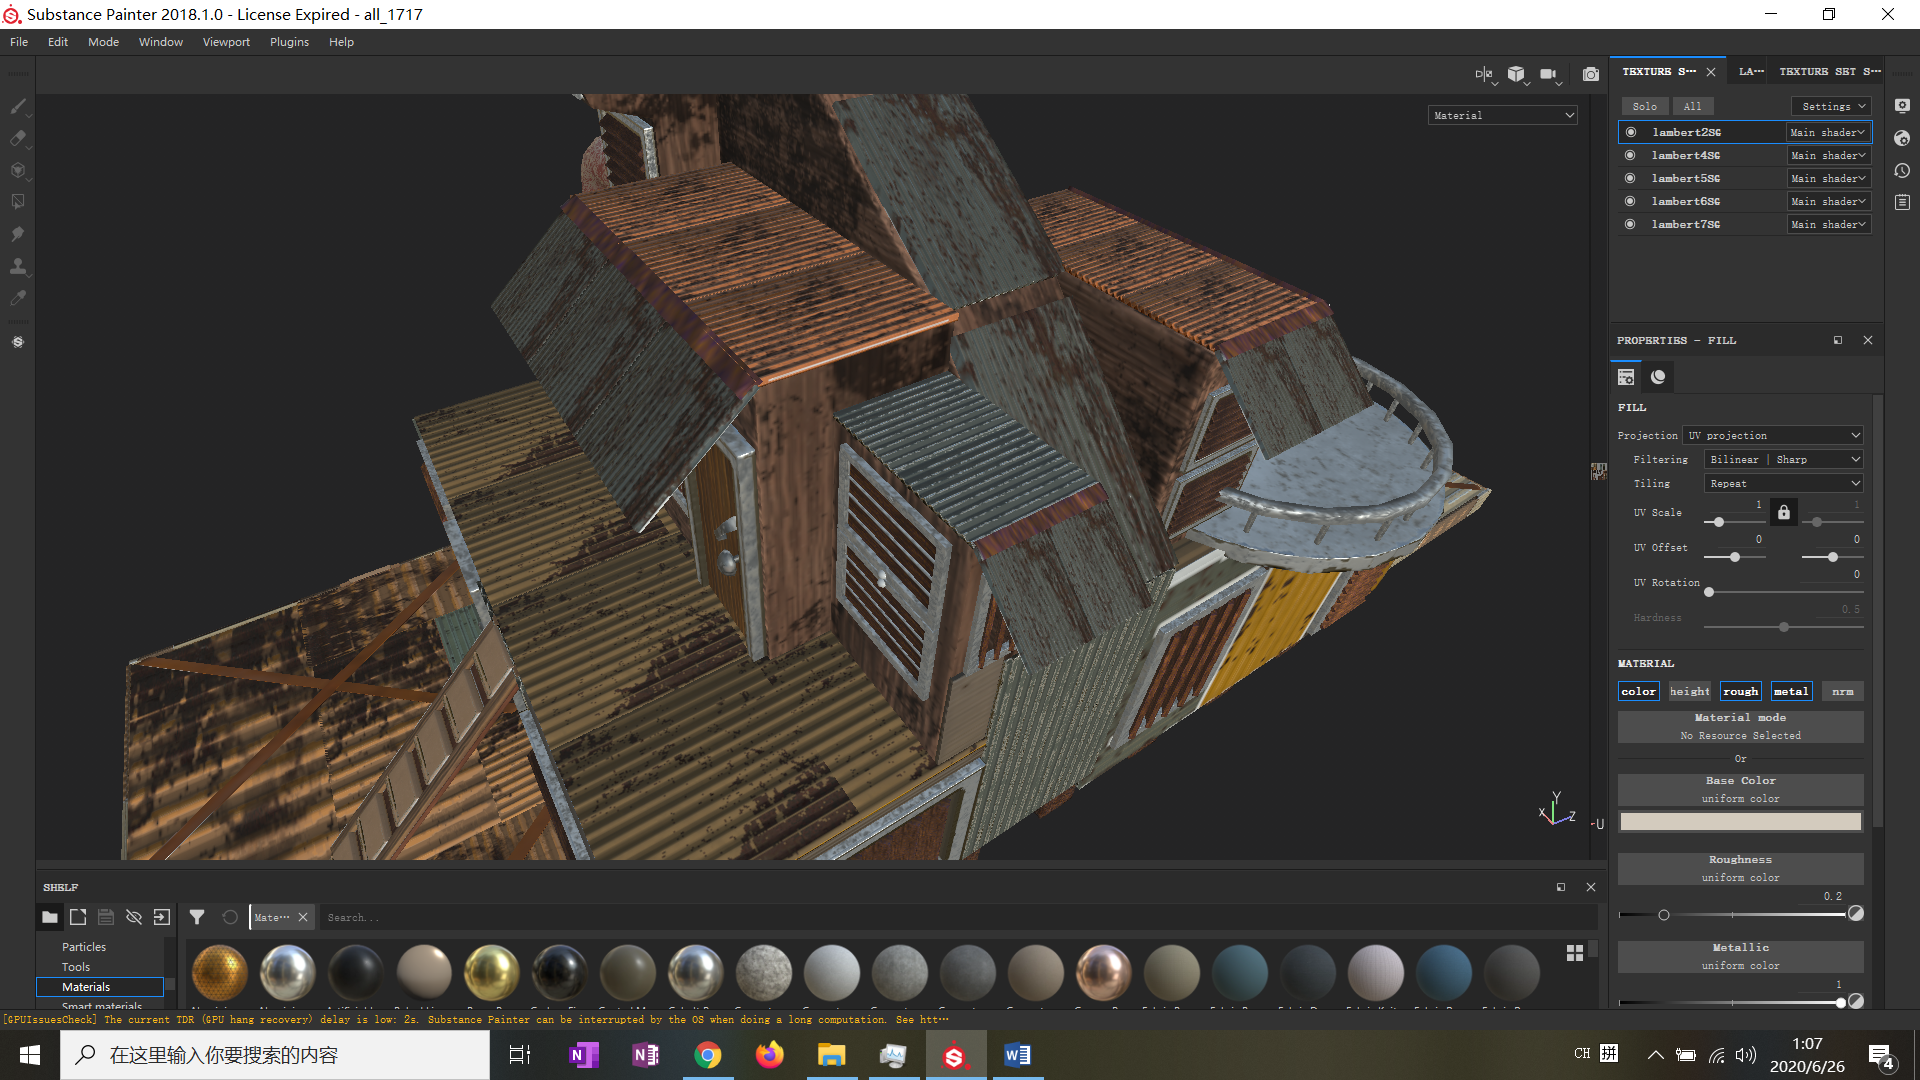 Substance Painter 2018.1.0 - License Expired - all_1717
File Edit Mode Window Viewport Plugins Help
Material
TEXTURE S··· LA··· TEXTURE SET S···
Solo All Settings
lambert2SG Main shader
lambert4SG Main shader
lambert5SG Main shader
lambert6SG Main shader
lambert7SG Main shader
PROPERTIES - FILL
FILL
Projection UV projection
Filtering Bilinear | Sharp
Tiling Repeat
UV Scale 1 1
UV Offset 0 0
UV Rotation 0
Hardness 0.5
MATERIAL
color height rough metal nrm
Material mode
No Resource Selected
Or
Base Color
uniform color
Roughness
uniform color
0.2
Metallic
uniform color
1
Y
X Z
U
SHELF
Mate··· Search...
Particles
Tools
Materials
Smart materials
[GPUIssuesCheck] The current TDR (GPU hang recovery) delay is low: 2s. Substance Painter can be interrupted by the OS when doing a long computation. See htt···
在这里输入你要搜索的内容
CH 拼
1:07
2020/6/26
4